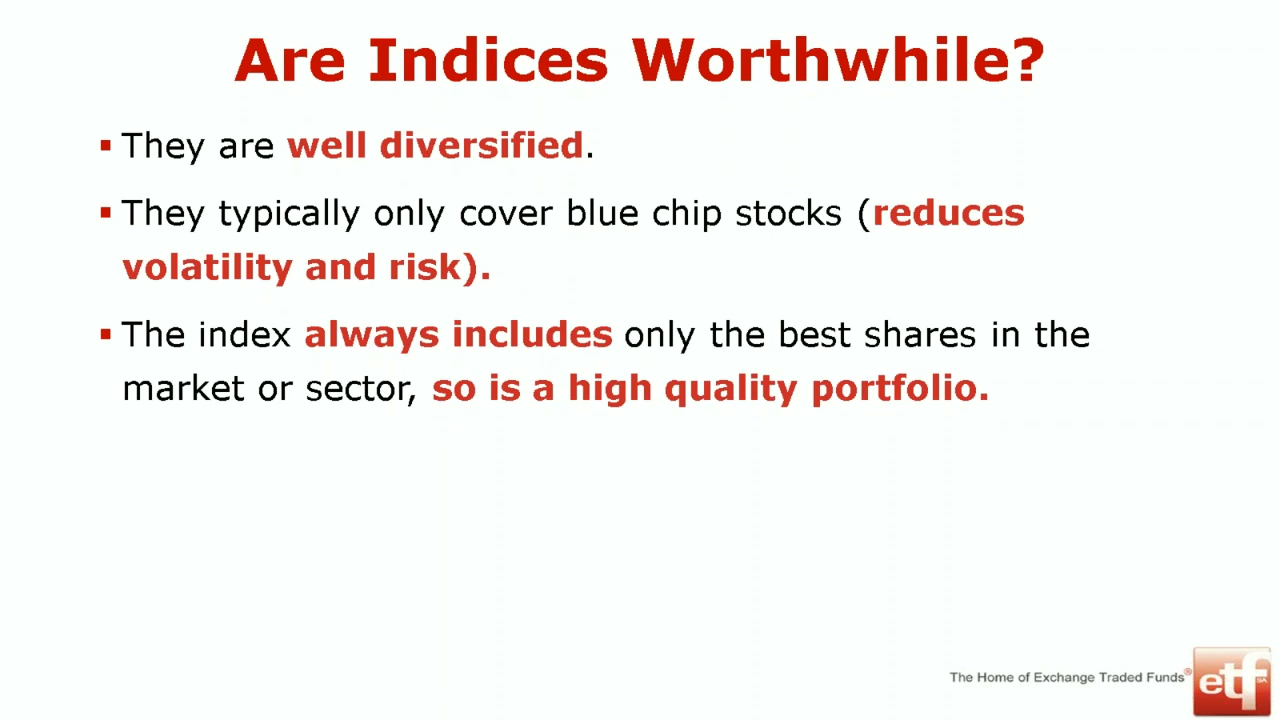 Are Indices Worthwhile?
▪ They are well diversified.
▪ They typically only cover blue chip stocks (reduces
volatility and risk).
▪ The index always includes only the best shares in the
market or sector, so is a high quality portfolio.
The Home of Exchange Traded Funds®
etf
SA